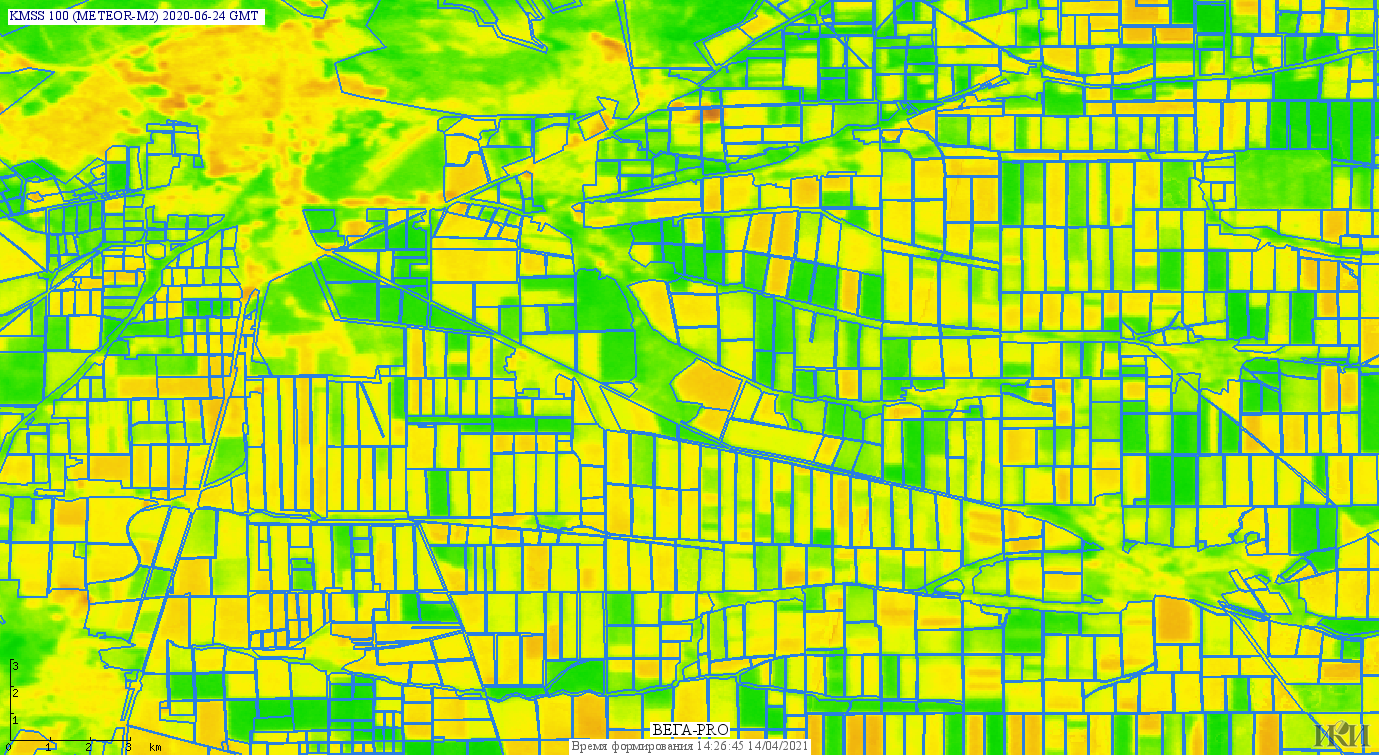 KMSS 100 (METEOR-M2) 2020-06-24 GMT
3
2
1
0 1 2 3 km
ВЕГА-PRO
Время формирования 14:26:45 14/04/2021
ИКИ